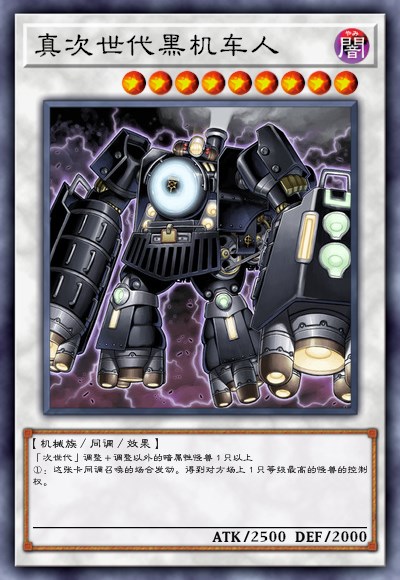 真次世代黑机车人
やみ
闇
【机械族／同调／效果】
「次世代」调整＋调整以外的暗属性怪兽1只以上
①：这张卡同调召唤的场合发动。得到对方场上1只等级最高的怪兽的控制
权。
ATK/2500 DEF/2000